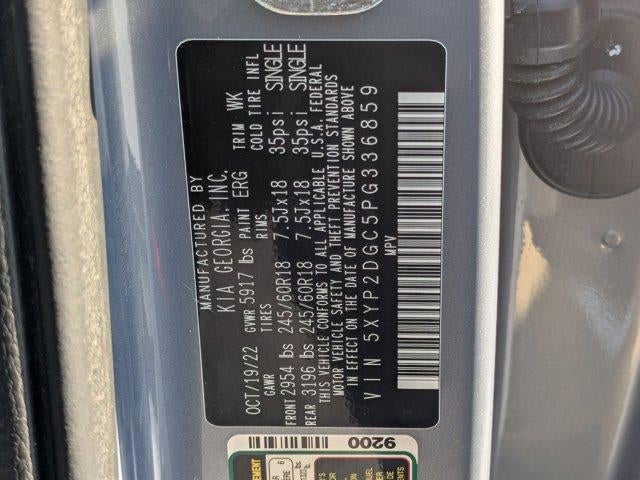 MANUFACTURED BY
KIA GEORGIA, INC.
OCT/19/22 GVWR 5917 lbs PAINT ERG TRIM WK
GAWR TIRES RIMS COLD TIRE INFL
FRONT 2954 lbs 245/60R18 7.5Jx18 35psi SINGLE
REAR 3196 lbs 245/60R18 7.5Jx18 35psi SINGLE
THIS VEHICLE CONFORMS TO ALL APPLICABLE U.S.A. FEDERAL
MOTOR VEHICLE SAFETY AND THEFT PREVENTION STANDARDS
IN EFFECT ON THE DATE OF MANUFACTURE SHOWN ABOVE
VIN 5XYP2DGC5PG336859
MPV
9200